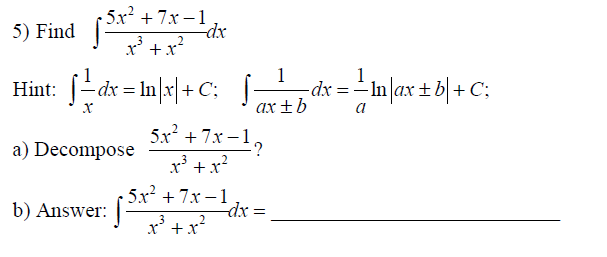 5) Find ∫ (5x² + 7x − 1)/(x³ + x²) dx
Hint: ∫ 1/x dx = ln|x| + C; ∫ 1/(ax ± b) dx = 1/a ln|ax ± b| + C;
a) Decompose (5x² + 7x − 1)/(x³ + x²) ?
b) Answer: ∫ (5x² + 7x − 1)/(x³ + x²) dx = ____________________